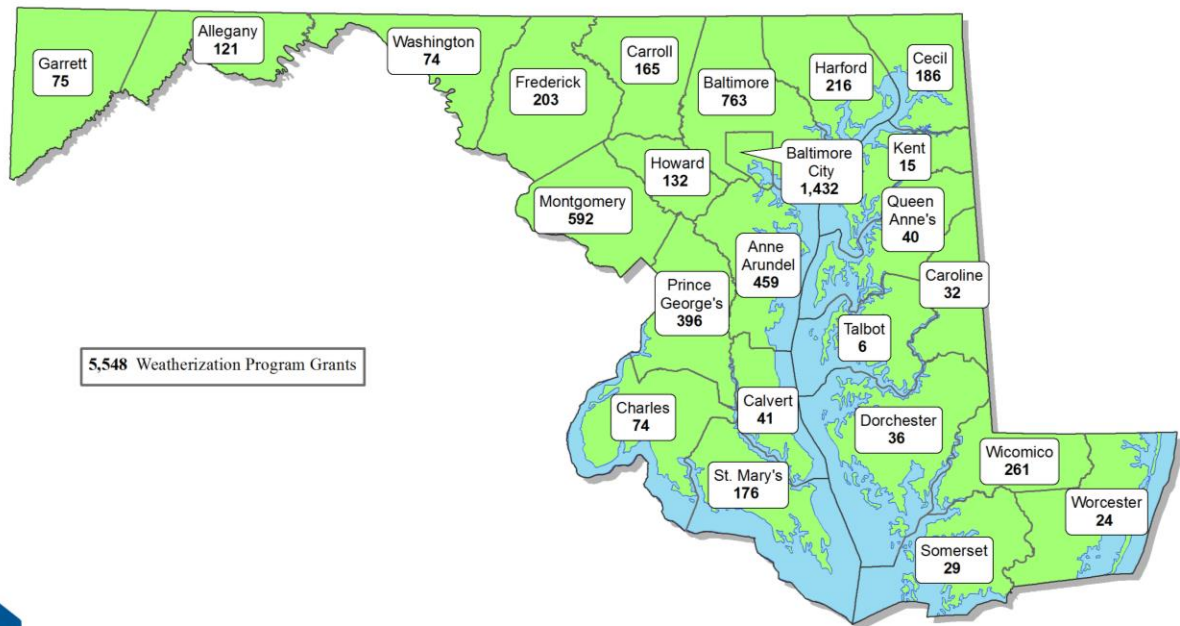 Allegany
121
Garrett
75
Washington
74
Frederick
203
Carroll
165
Baltimore
763
Harford
216
Cecil
186
Howard
132
Baltimore
City
1,432
Kent
15
Montgomery
592
Queen
Anne's
40
Anne
Arundel
459
Caroline
32
Prince
George's
396
Talbot
6
5,548 Weatherization Program Grants
Charles
74
Calvert
41
Dorchester
36
St. Mary's
176
Wicomico
261
Worcester
24
Somerset
29